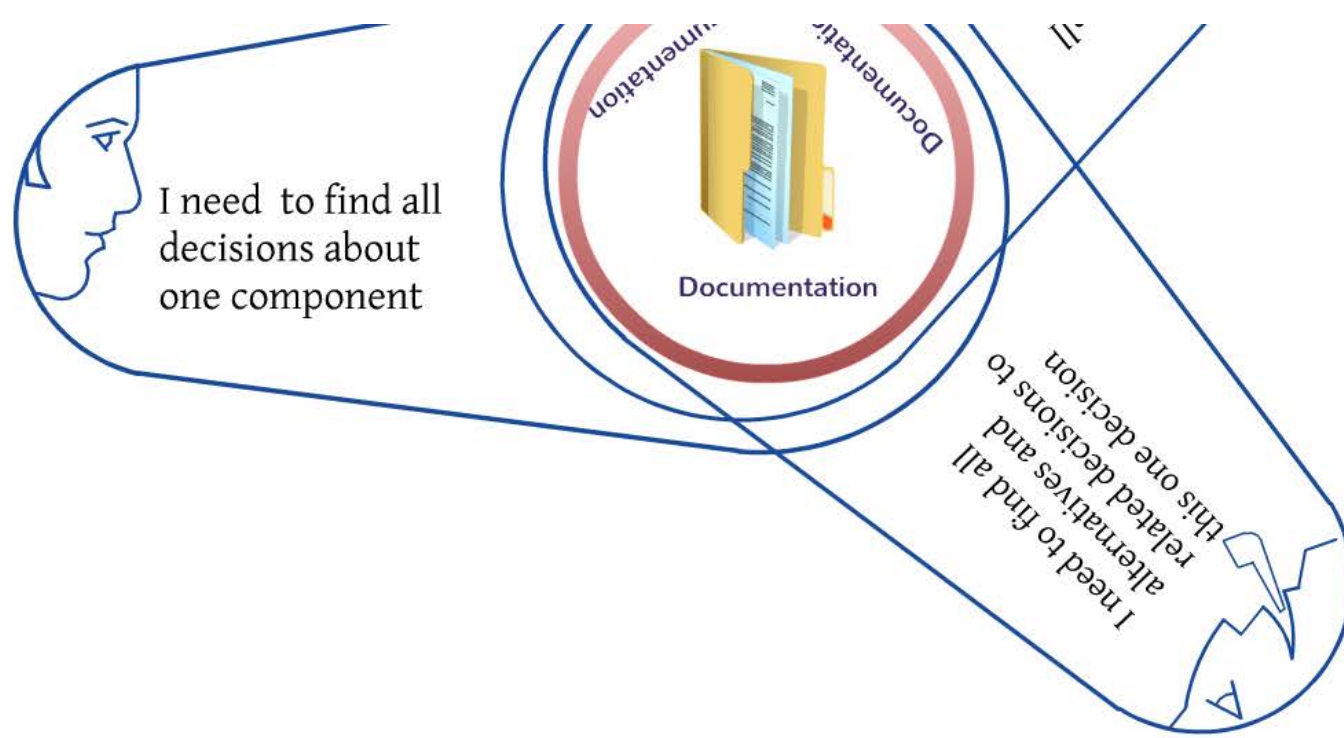 I need to find all
decisions about
one component
Documentation
Documentation
I need to find all
alternatives and
related decisions to
this one decision